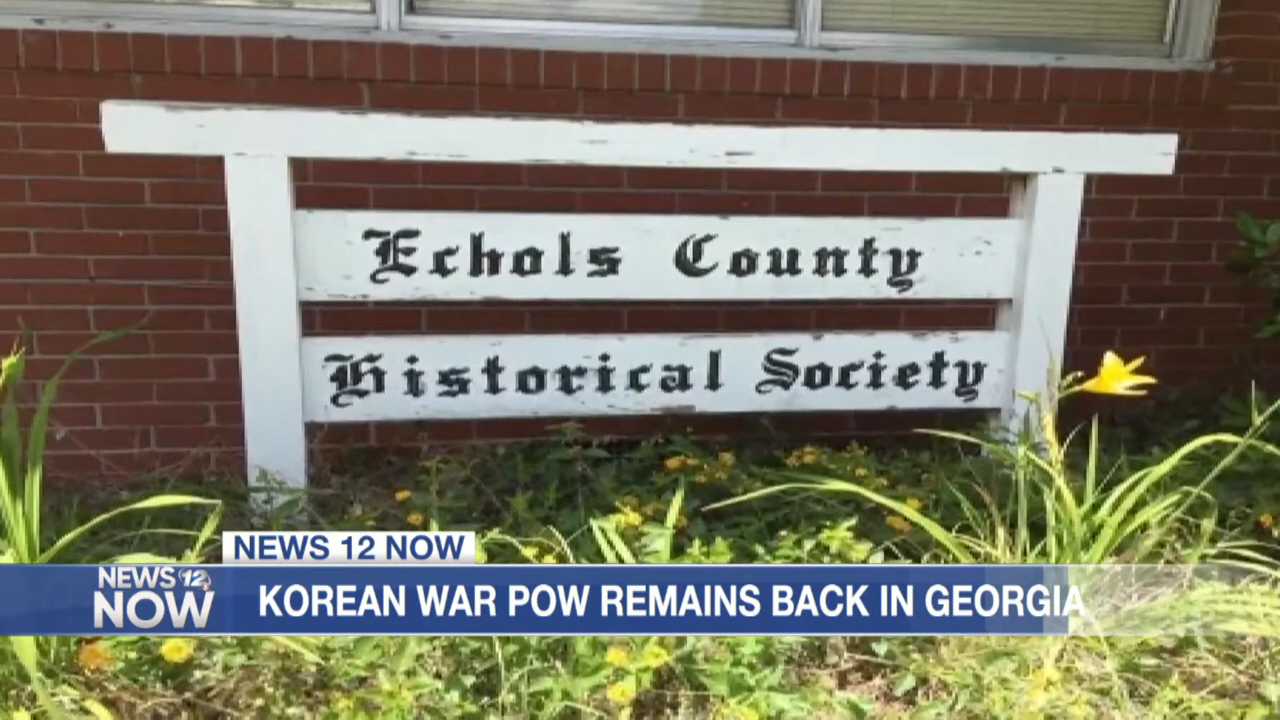 Echols County
Historical Society
NEWS 12 NOW
NEWS 12
NOW
KOREAN WAR POW REMAINS BACK IN GEORGIA